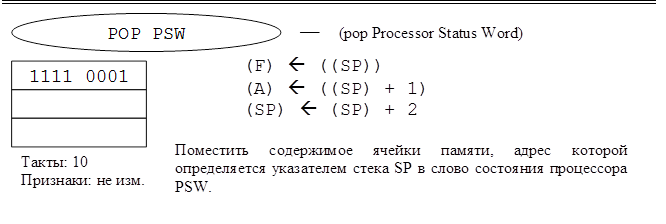 POP PSW — (pop Processor Status Word)
1111 0001
(F) ← ((SP))
(A) ← ((SP) + 1)
(SP) ← (SP) + 2
Такты: 10
Признаки: не изм.
Поместить содержимое ячейки памяти, адрес которой
определяется указателем стека SP в слово состояния процессора
PSW.